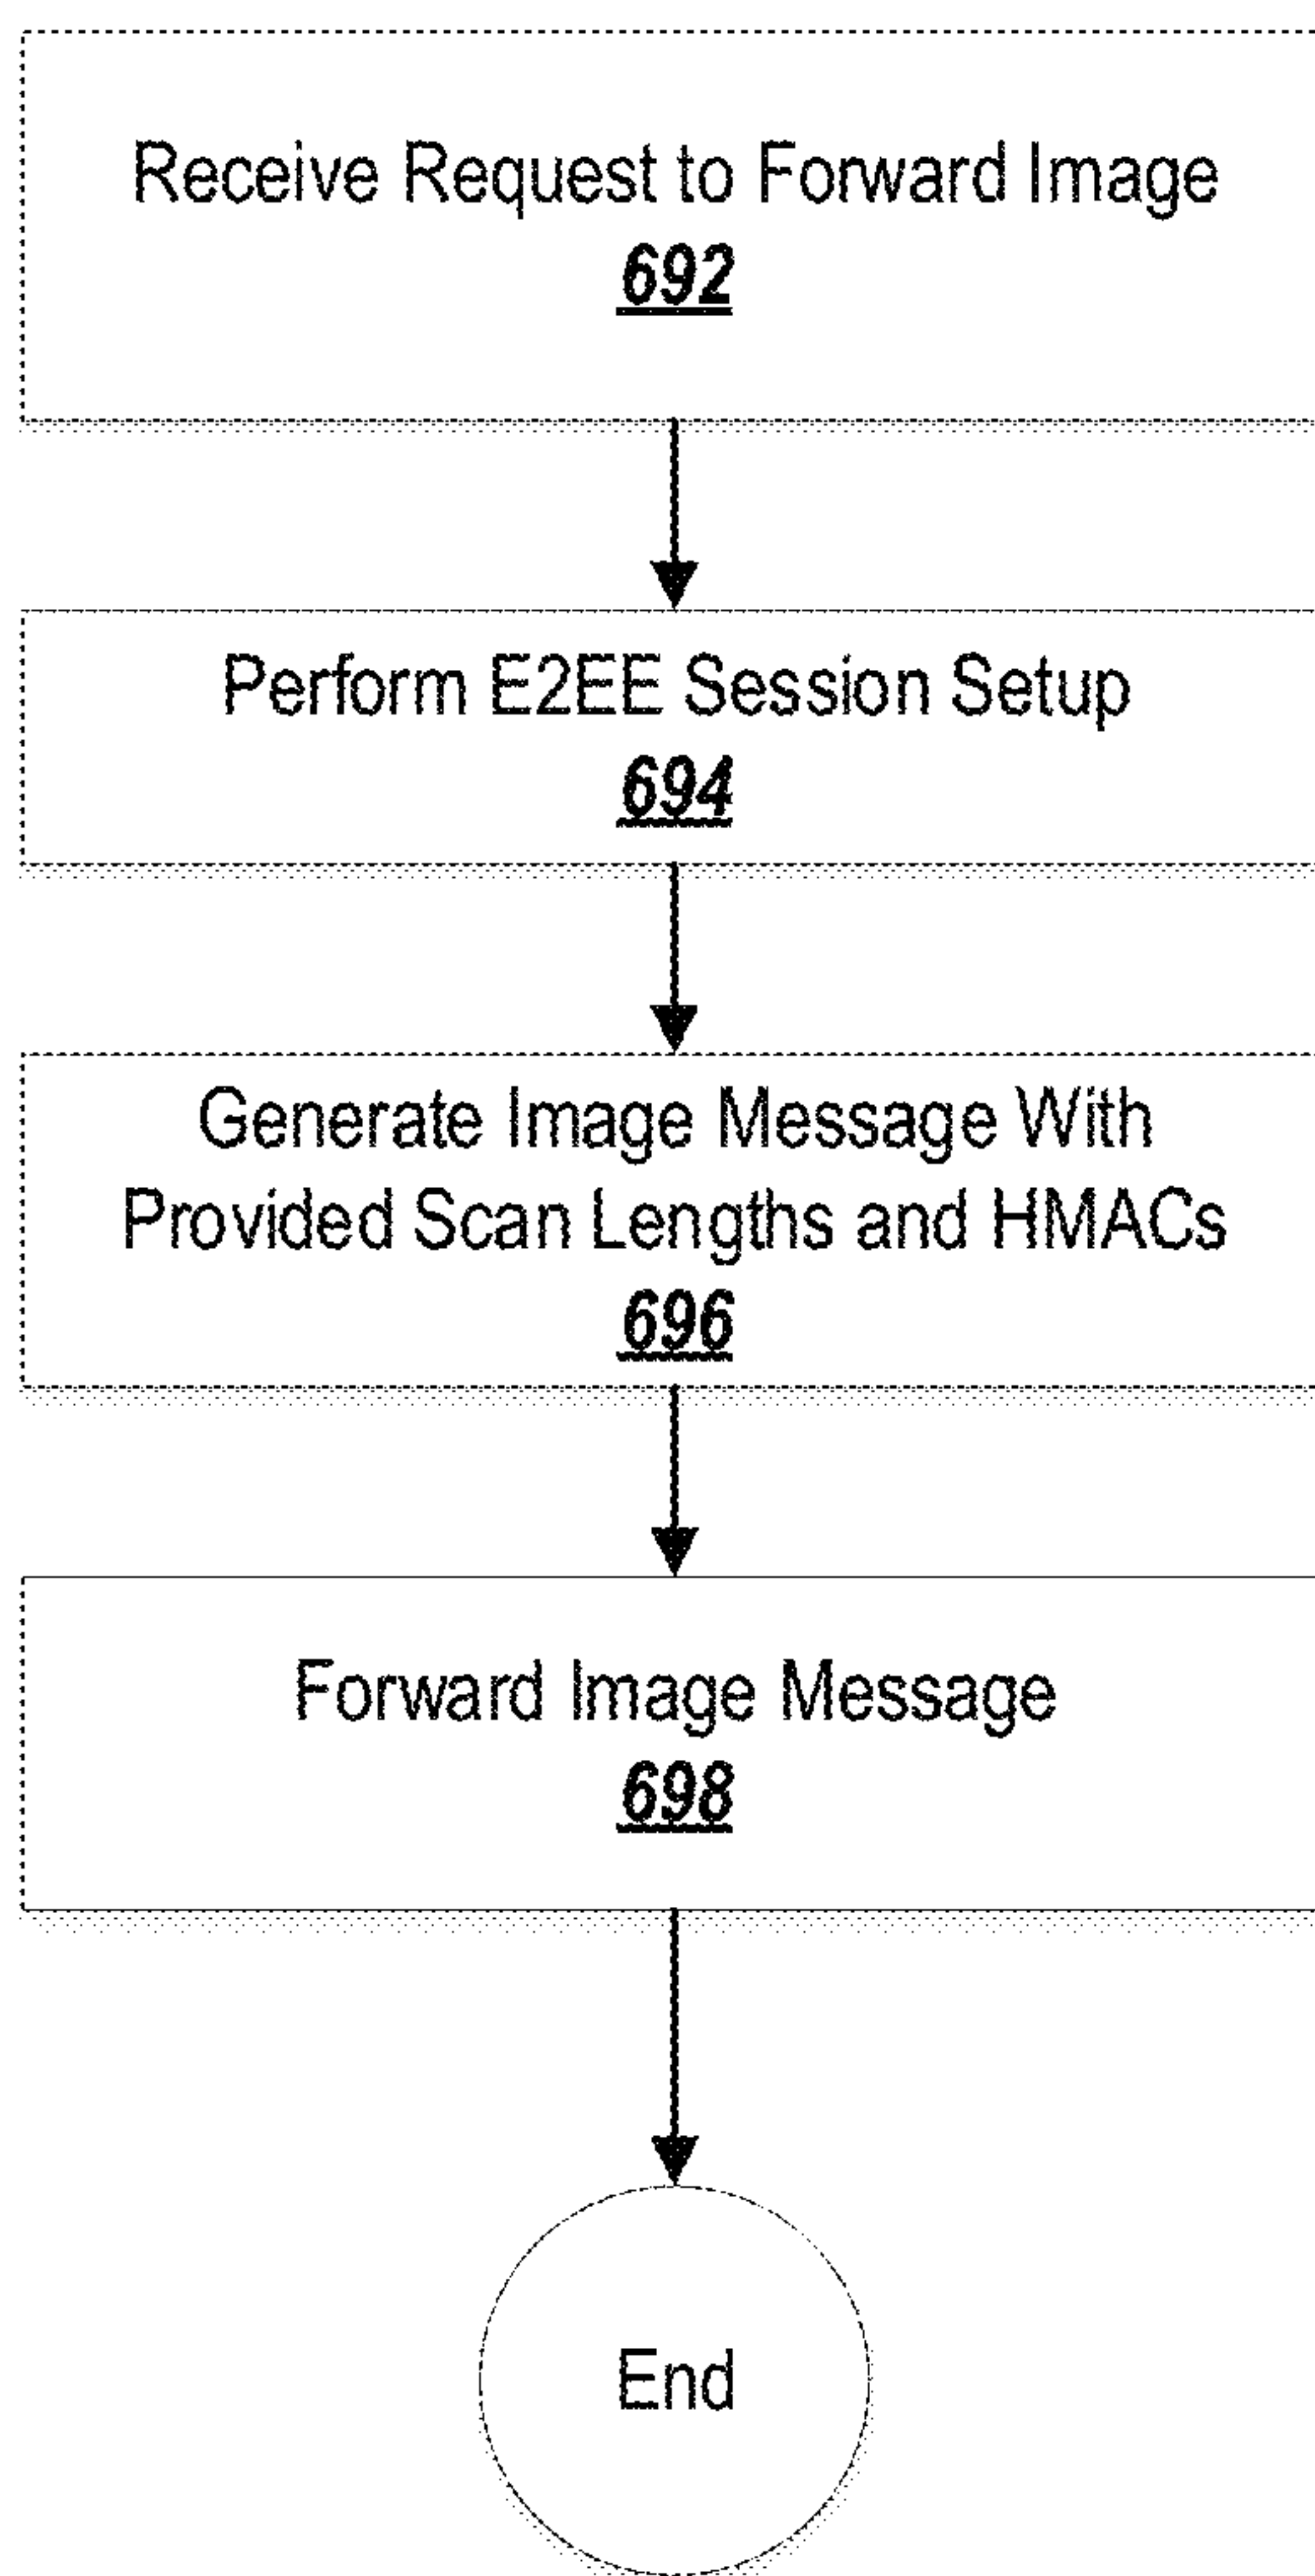 Receive Request to Forward Image
692
Perform E2EE Session Setup
694
Generate Image Message With
Provided Scan Lengths and HMACs
696
Forward Image Message
698
End